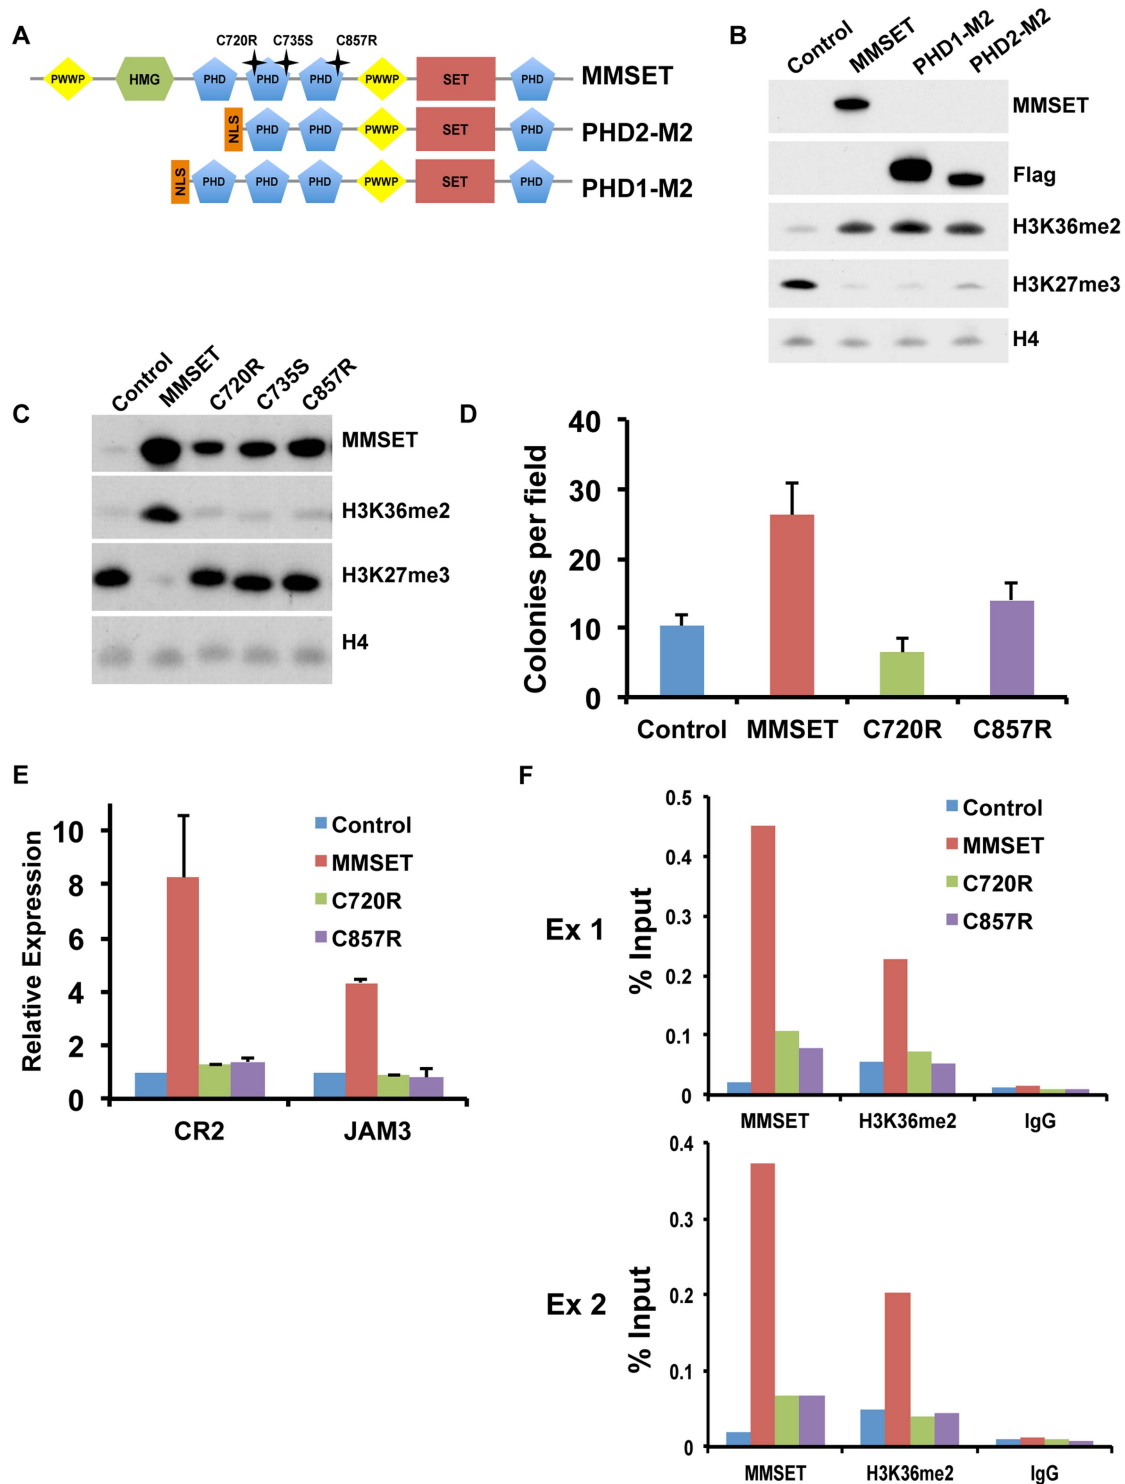 A
C720R C735S C857R
PWWP HMG PHD PHD PHD PWWP SET PHD MMSET
NLS PHD PHD PWWP SET PHD PHD2-M2
NLS PHD PHD PHD PWWP SET PHD PHD1-M2
B
Control MMSET PHD1-M2 PHD2-M2
MMSET
Flag
H3K36me2
H3K27me3
H4
C
Control MMSET C720R C735S C857R
MMSET
H3K36me2
H3K27me3
H4
D
Colonies per field
40
30
20
10
0
Control MMSET C720R C857R
E
Relative Expression
10
8
6
4
2
0
Control
MMSET
C720R
C857R
CR2 JAM3
F
Ex 1
% Input
0.5
0.4
0.3
0.2
0.1
0
Control
MMSET
C720R
C857R
MMSET H3K36me2 IgG
Ex 2
% Input
0.4
0.3
0.2
0.1
0
MMSET H3K36me2 IgG